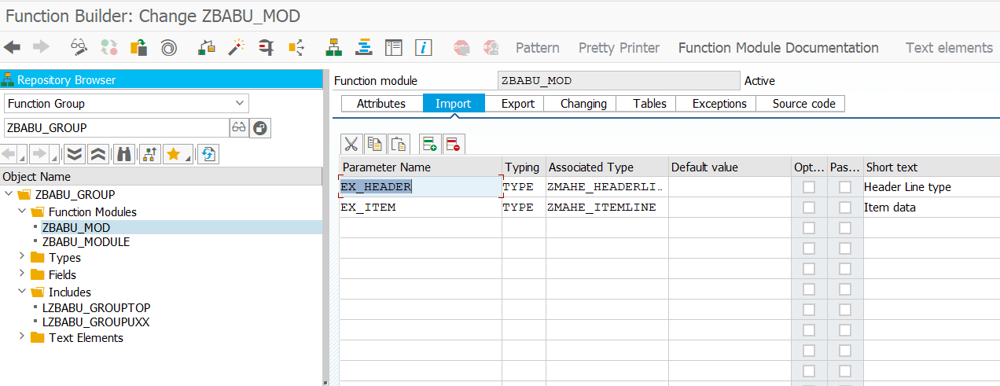 Function Builder: Change ZBABU_MOD
Pattern Pretty Printer Function Module Documentation Text elements
Repository Browser
Function Group
ZBABU_GROUP
Object Name
ZBABU_GROUP
Function Modules
ZBABU_MOD
ZBABU_MODULE
Types
Fields
Includes
LZBABU_GROUPTOP
LZBABU_GROUPUXX
Text Elements
Function module ZBABU_MOD Active
Attributes Import Export Changing Tables Exceptions Source code
Parameter Name Typing Associated Type Default value Opt... Pas... Short text
EX_HEADER TYPE ZMAHE_HEADERLI... Header Line type
EX_ITEM TYPE ZMAHE_ITEMLINE Item data